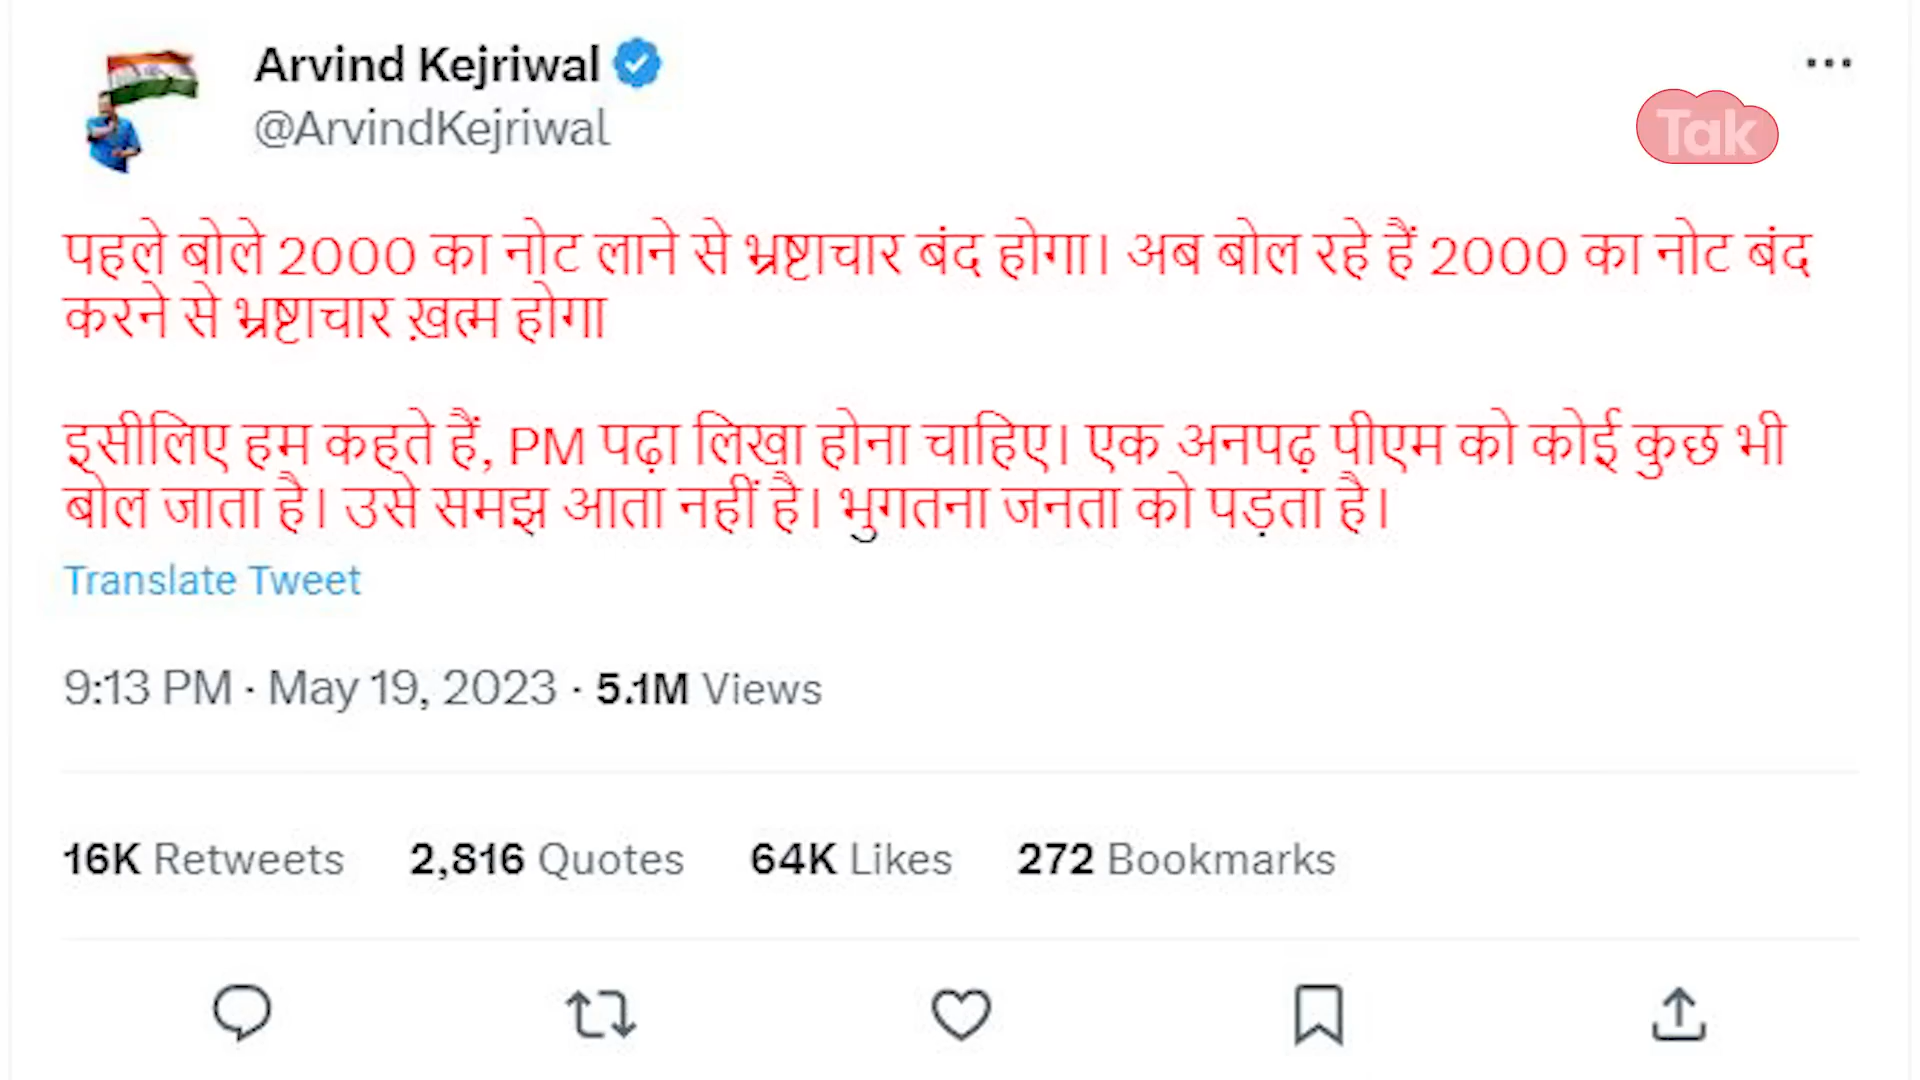 Arvind Kejriwal
@ArvindKejriwal
Tak
पहले बोले 2000 का नोट लाने से भ्रष्टाचार बंद होगा। अब बोल रहे हैं 2000 का नोट बंद
करने से भ्रष्टाचार ख़त्म होगा
इसीलिए हम कहते हैं, PM पढ़ा लिखा होना चाहिए। एक अनपढ़ पीएम को कोई कुछ भी
बोल जाता है। उसे समझ आता नहीं है। भुगतना जनता को पड़ता है।
Translate Tweet
9:13 PM · May 19, 2023 · 5.1M Views
16K Retweets 2,816 Quotes 64K Likes 272 Bookmarks